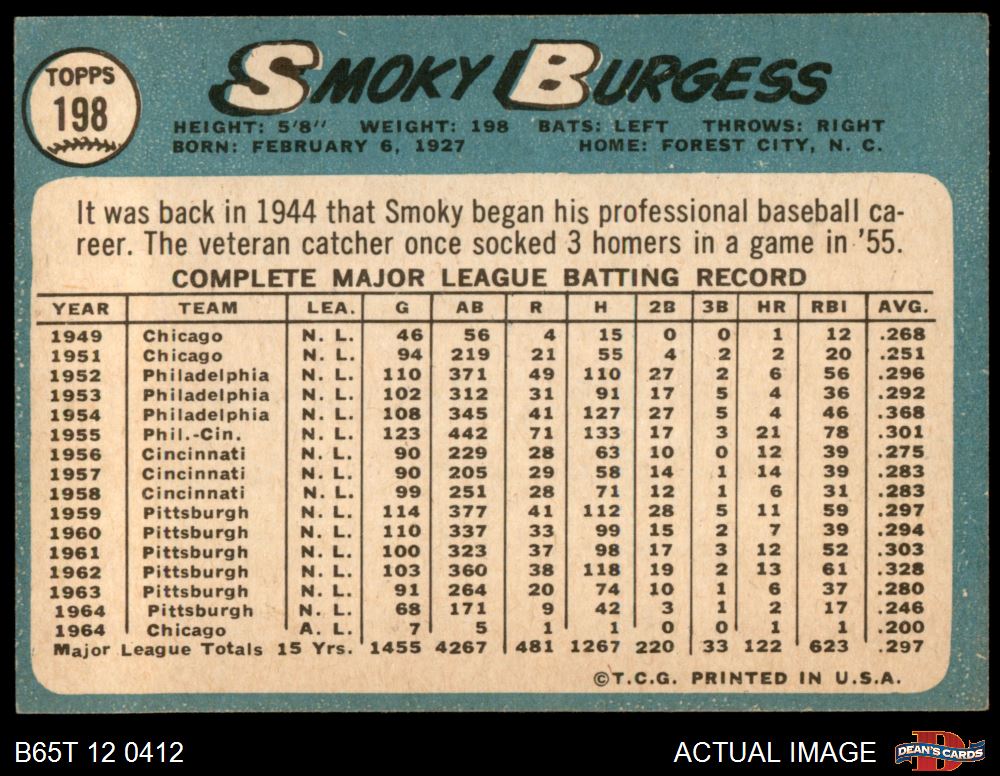 TOPPS
198
SMOKY BURGESS
HEIGHT: 5'8" WEIGHT: 198 BATS: LEFT THROWS: RIGHT
BORN: FEBRUARY 6, 1927 HOME: FOREST CITY, N. C.
It was back in 1944 that Smoky began his professional baseball ca-
reer. The veteran catcher once socked 3 homers in a game in '55.
COMPLETE MAJOR LEAGUE BATTING RECORD
YEAR TEAM LEA. G AB R H 2B 3B HR RBI AVG.
1949 Chicago N. L. 46 56 4 15 0 0 1 12 .268
1951 Chicago N. L. 94 219 21 55 4 2 2 20 .251
1952 Philadelphia N. L. 110 371 49 110 27 2 6 56 .296
1953 Philadelphia N. L. 102 312 31 91 17 5 4 36 .292
1954 Philadelphia N. L. 108 345 41 127 27 5 4 46 .368
1955 Phil.-Cin. N. L. 123 442 71 133 17 3 21 78 .301
1956 Cincinnati N. L. 90 229 28 63 10 0 12 39 .275
1957 Cincinnati N. L. 90 205 29 58 14 1 14 39 .283
1958 Cincinnati N. L. 99 251 28 71 12 1 6 31 .283
1959 Pittsburgh N. L. 114 377 41 112 28 5 11 59 .297
1960 Pittsburgh N. L. 110 337 33 99 15 2 7 39 .294
1961 Pittsburgh N. L. 100 323 37 98 17 3 12 52 .303
1962 Pittsburgh N. L. 103 360 38 118 19 2 13 61 .328
1963 Pittsburgh N. L. 91 264 20 74 10 1 6 37 .280
1964 Pittsburgh N. L. 68 171 9 42 3 1 2 17 .246
1964 Chicago A. L. 7 5 1 1 0 0 1 1 .200
Major League Totals 15 Yrs. 1455 4267 481 1267 220 33 122 623 .297
©T.C.G. PRINTED IN U.S.A.
B65T 12 0412 ACTUAL IMAGE
D
DEAN'S CARDS